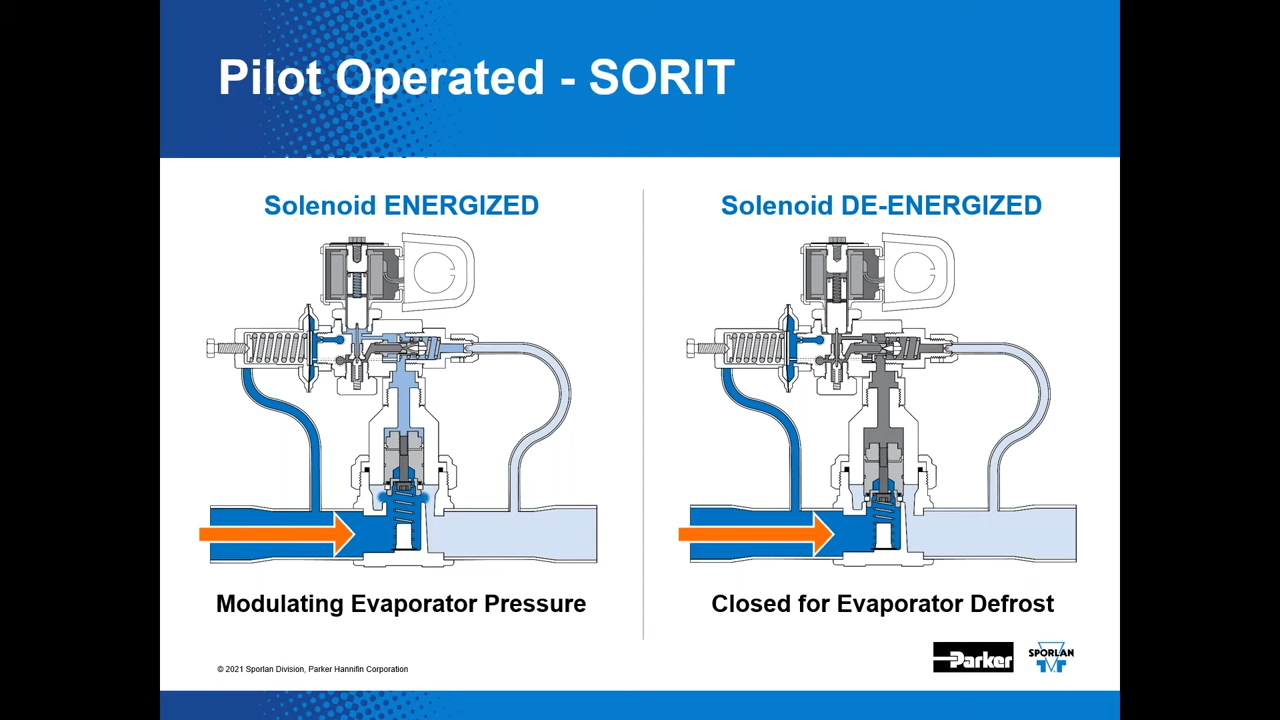 Pilot Operated - SORIT
Solenoid ENERGIZED
Solenoid DE-ENERGIZED
Modulating Evaporator Pressure
Closed for Evaporator Defrost
© 2021 Sporlan Division, Parker Hannifin Corporation
Parker
SPORLAN